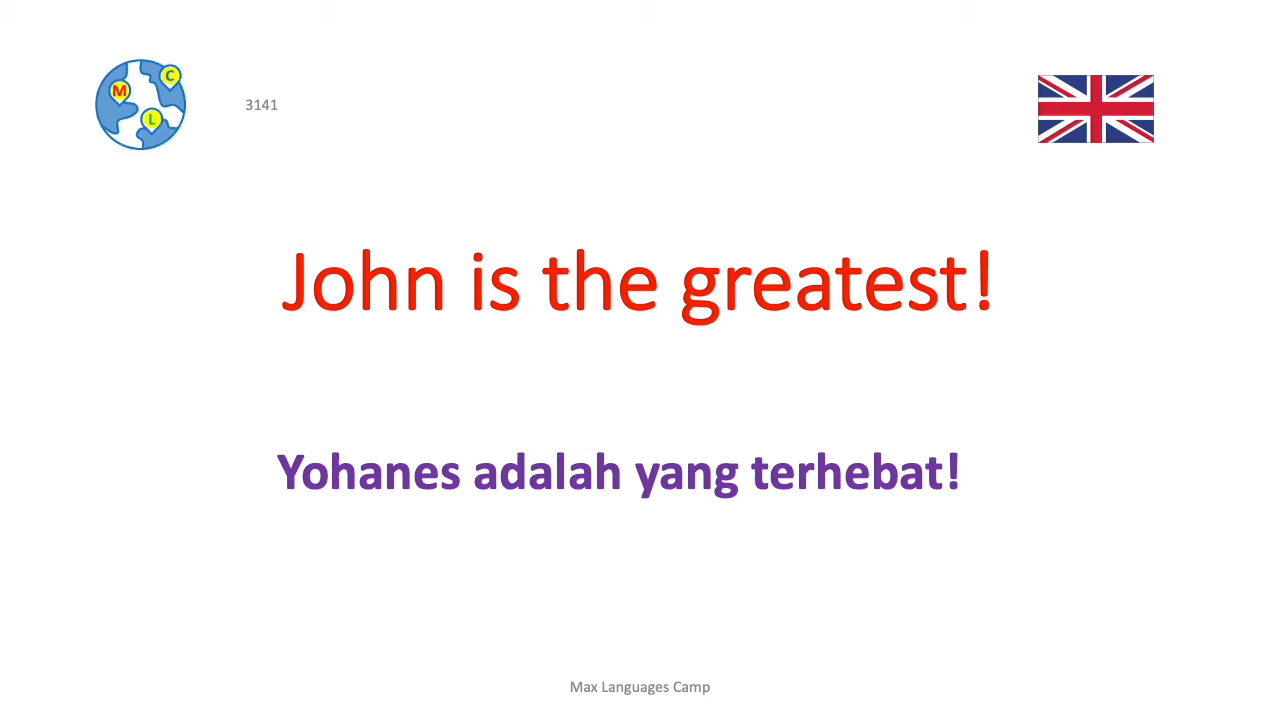 M
C
L
3141
John is the greatest!
Yohanes adalah yang terhebat!
Max Languages Camp